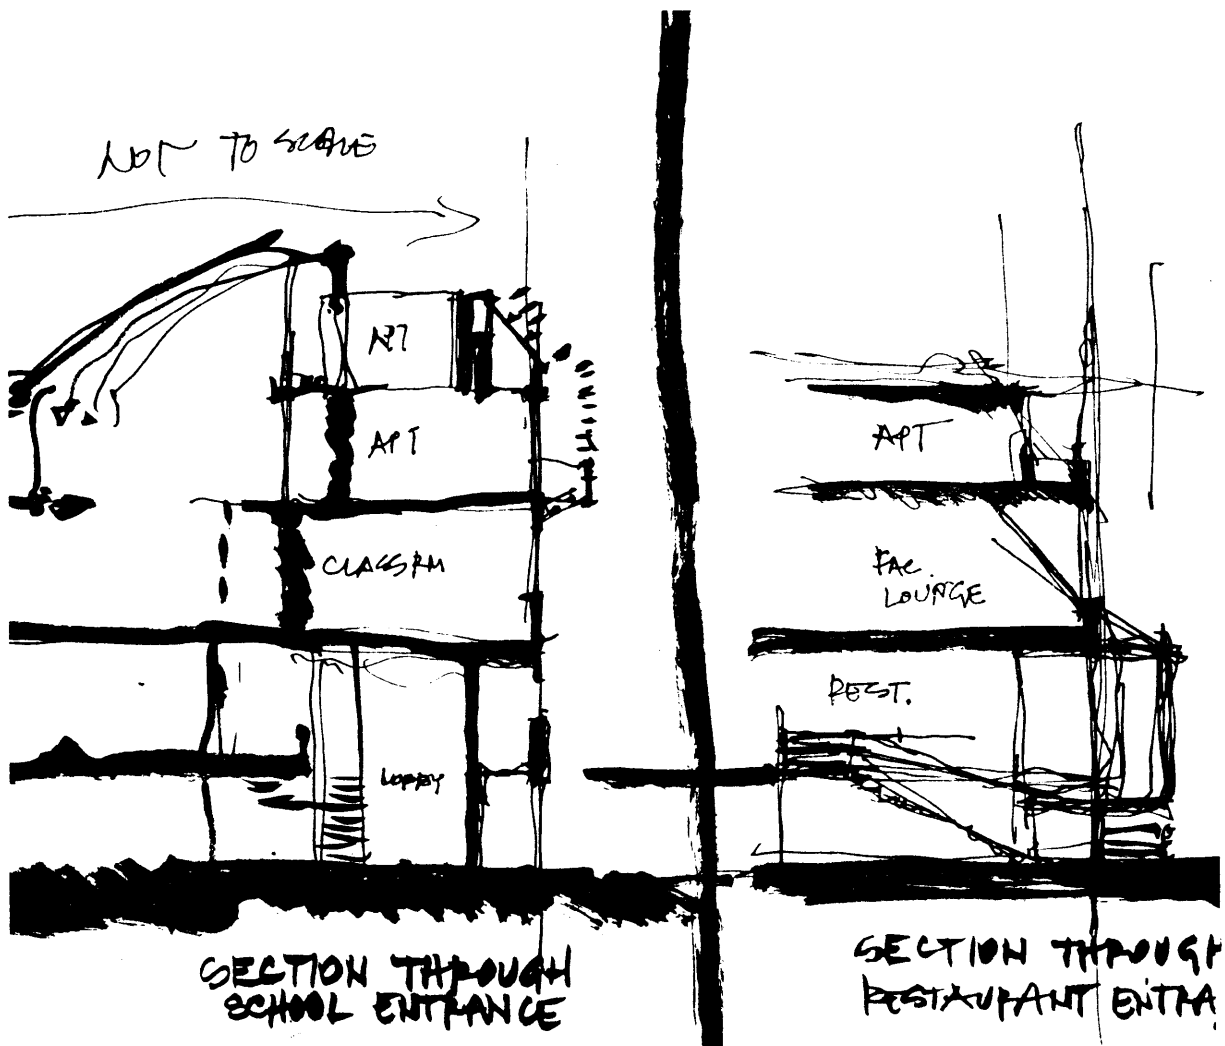 NOT TO SCALE
APT
APT
CLASSRM
LOBBY
SECTION THROUGH
SCHOOL ENTRANCE
APT
FAC.
LOUNGE
REST.
SECTION THROUGH
RESTAURANT ENTRA